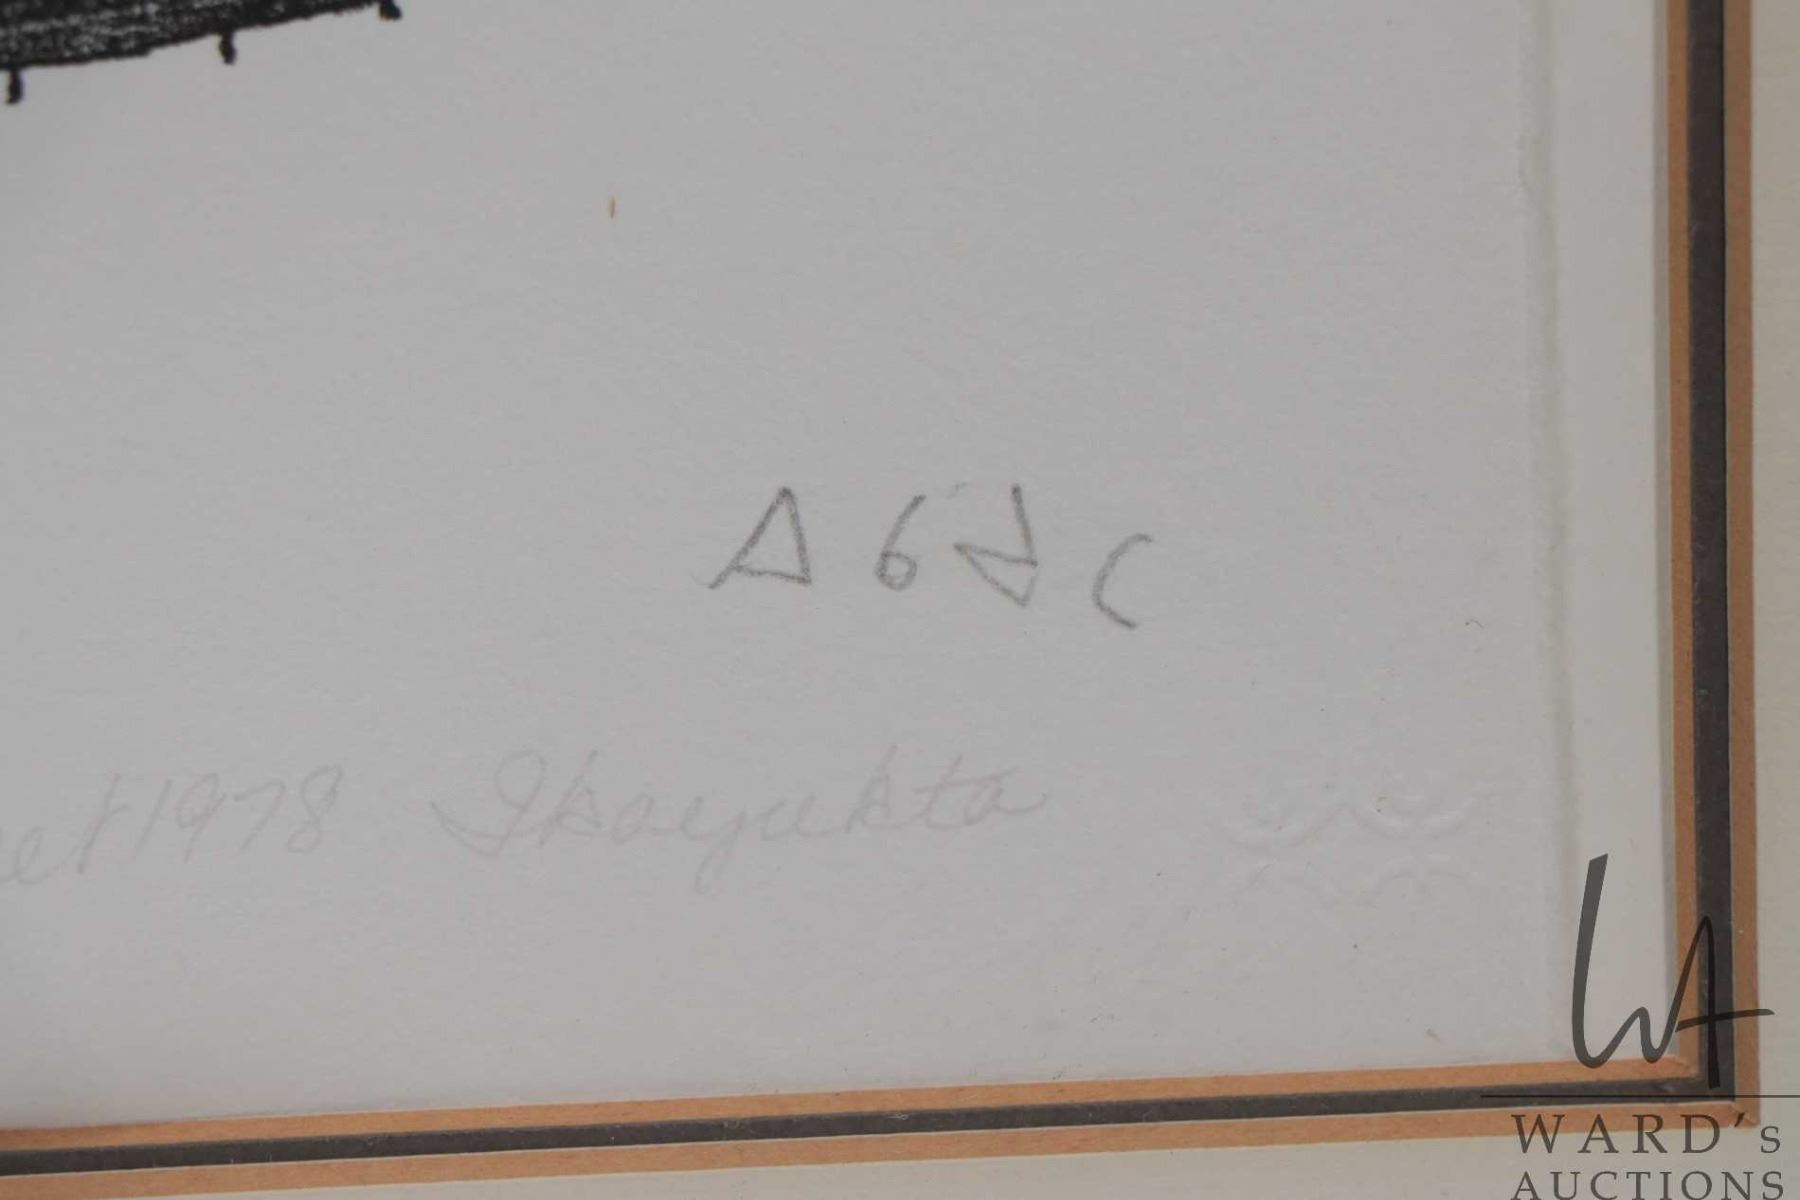 ᐃᑲᔪᑕ
1978 Ikayukta
WARD's
AUCTIONS